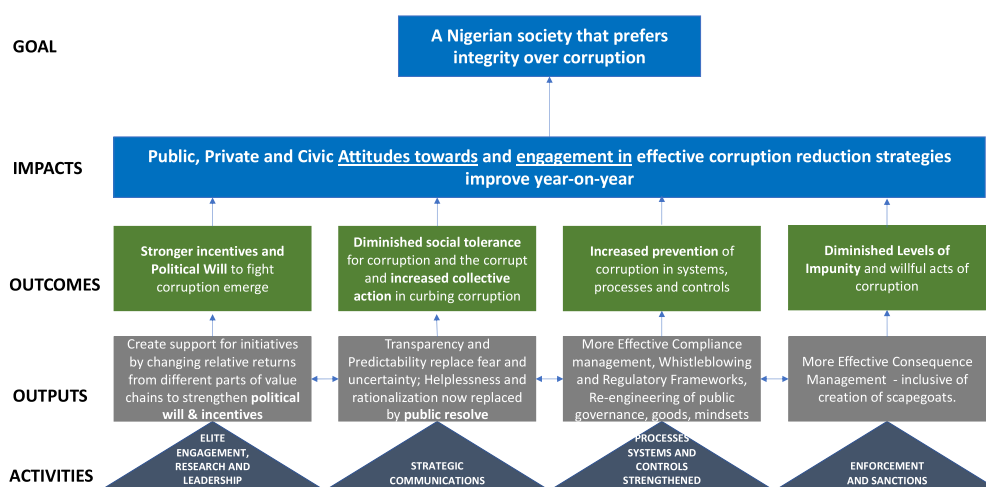 GOAL
A Nigerian society that prefers
integrity over corruption
IMPACTS
Public, Private and Civic Attitudes towards and engagement in effective corruption reduction strategies
improve year-on-year
OUTCOMES
Stronger incentives and
Political Will to fight
corruption emerge
Diminished social tolerance
for corruption and the corrupt
and increased collective
action in curbing corruption
Increased prevention of
corruption in systems,
processes and controls
Diminished Levels of
Impunity and willful acts of
corruption
OUTPUTS
Create support for initiatives
by changing relative returns
from different parts of value
chains to strengthen political
will & incentives
Transparency and
Predictability replace fear and
uncertainty; Helplessness and
rationalization now replaced
by public resolve
More Effective Compliance
management, Whistleblowing
and Regulatory Frameworks,
Re-engineering of public
governance, goods, mindsets
More Effective Consequence
Management - inclusive of
creation of scapegoats.
ACTIVITIES
ELITE
ENGAGEMENT,
RESEARCH AND
LEADERSHIP
STRATEGIC
COMMUNICATIONS
PROCESSES
SYSTEMS AND
CONTROLS
STRENGTHENED
ENFORCEMENT
AND SANCTIONS